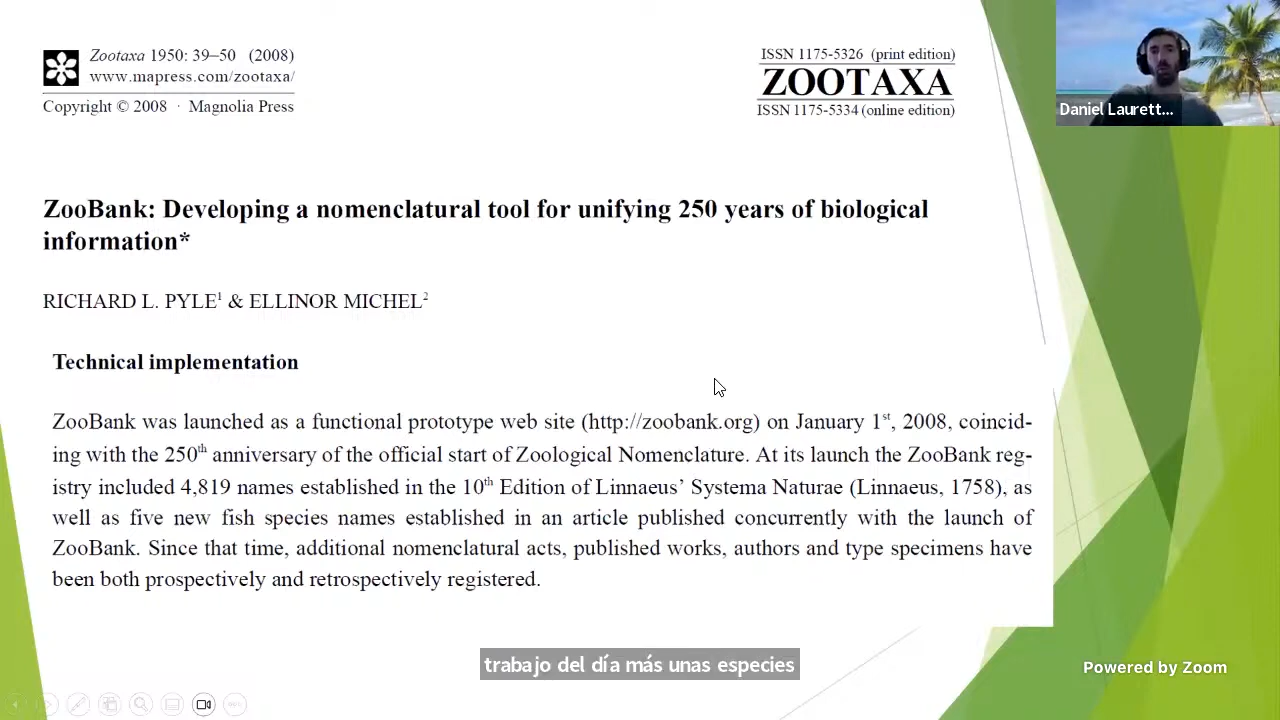 Zootaxa 1950: 39–50 (2008)
www.mapress.com/zootaxa/
Copyright © 2008 · Magnolia Press
ISSN 1175-5326 (print edition)
ZOOTAXA
ISSN 1175-5334 (online edition)
Daniel Laurett...
ZooBank: Developing a nomenclatural tool for unifying 250 years of biological
information*
RICHARD L. PYLE1 & ELLINOR MICHEL2
Technical implementation
ZooBank was launched as a functional prototype web site (http://zoobank.org) on January 1st, 2008, coincid-
ing with the 250th anniversary of the official start of Zoological Nomenclature. At its launch the ZooBank reg-
istry included 4,819 names established in the 10th Edition of Linnaeus’ Systema Naturae (Linnaeus, 1758), as
well as five new fish species names established in an article published concurrently with the launch of
ZooBank. Since that time, additional nomenclatural acts, published works, authors and type specimens have
been both prospectively and retrospectively registered.
trabajo del día más unas especies
Powered by Zoom